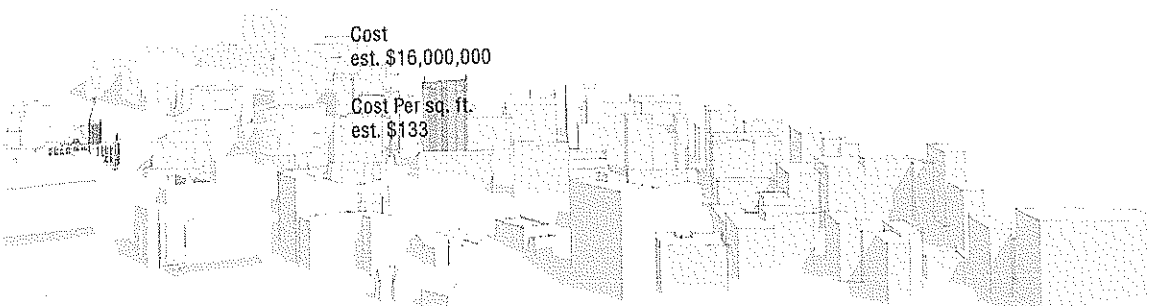 Cost
est. $16,000,000
Cost Per sq. ft.
est. $133